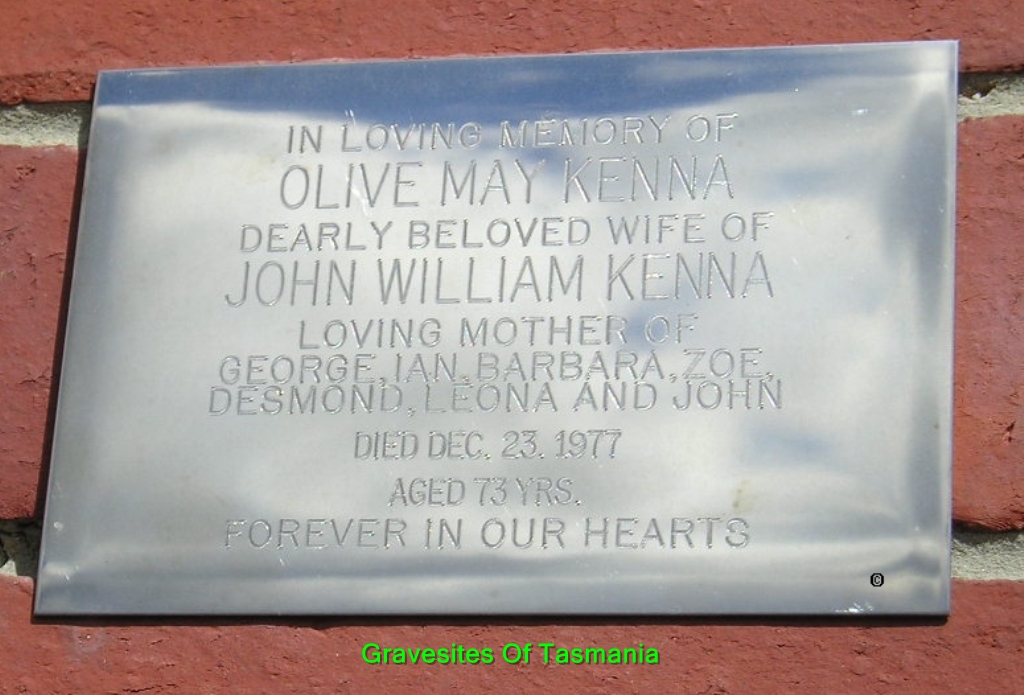 IN LOVING MEMORY OF
OLIVE MAY KENNA
DEARLY BELOVED WIFE OF
JOHN WILLIAM KENNA
LOVING MOTHER OF
GEORGE, IAN, BARBARA, ZOE,
DESMOND, LEONA AND JOHN
DIED DEC. 23. 1977
AGED 73 YRS.
FOREVER IN OUR HEARTS
©
Gravesites Of Tasmania